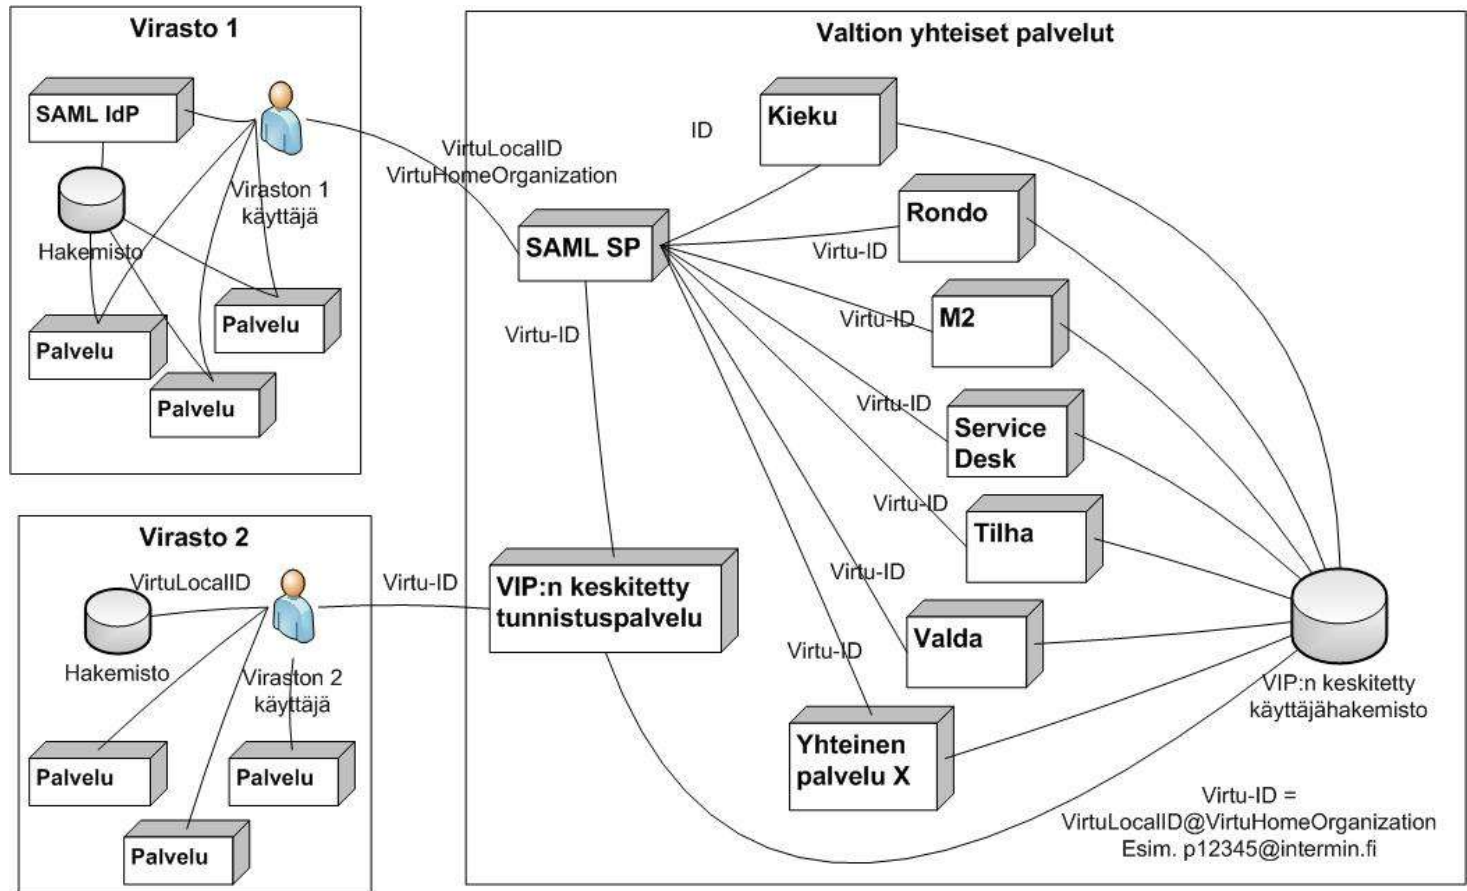 Virasto 1
SAML IdP
Hakemisto
Viraston 1
käyttäjä
Palvelu
Palvelu
Palvelu
Virasto 2
VirtuLocalID
Hakemisto
Viraston 2
käyttäjä
Palvelu
Palvelu
Palvelu
VirtuLocalID
VirtuHomeOrganization
Virtu-ID
Valtion yhteiset palvelut
SAML SP
Virtu-ID
VIP:n keskitetty
tunnistuspalvelu
ID
Kieku
Virtu-ID
Rondo
Virtu-ID
M2
Virtu-ID
Service
Desk
Virtu-ID
Tilha
Virtu-ID
Valda
Virtu-ID
Yhteinen
palvelu X
VIP:n keskitetty
käyttäjähakemisto
Virtu-ID =
VirtuLocalID@VirtuHomeOrganization
Esim. p12345@intermin.fi